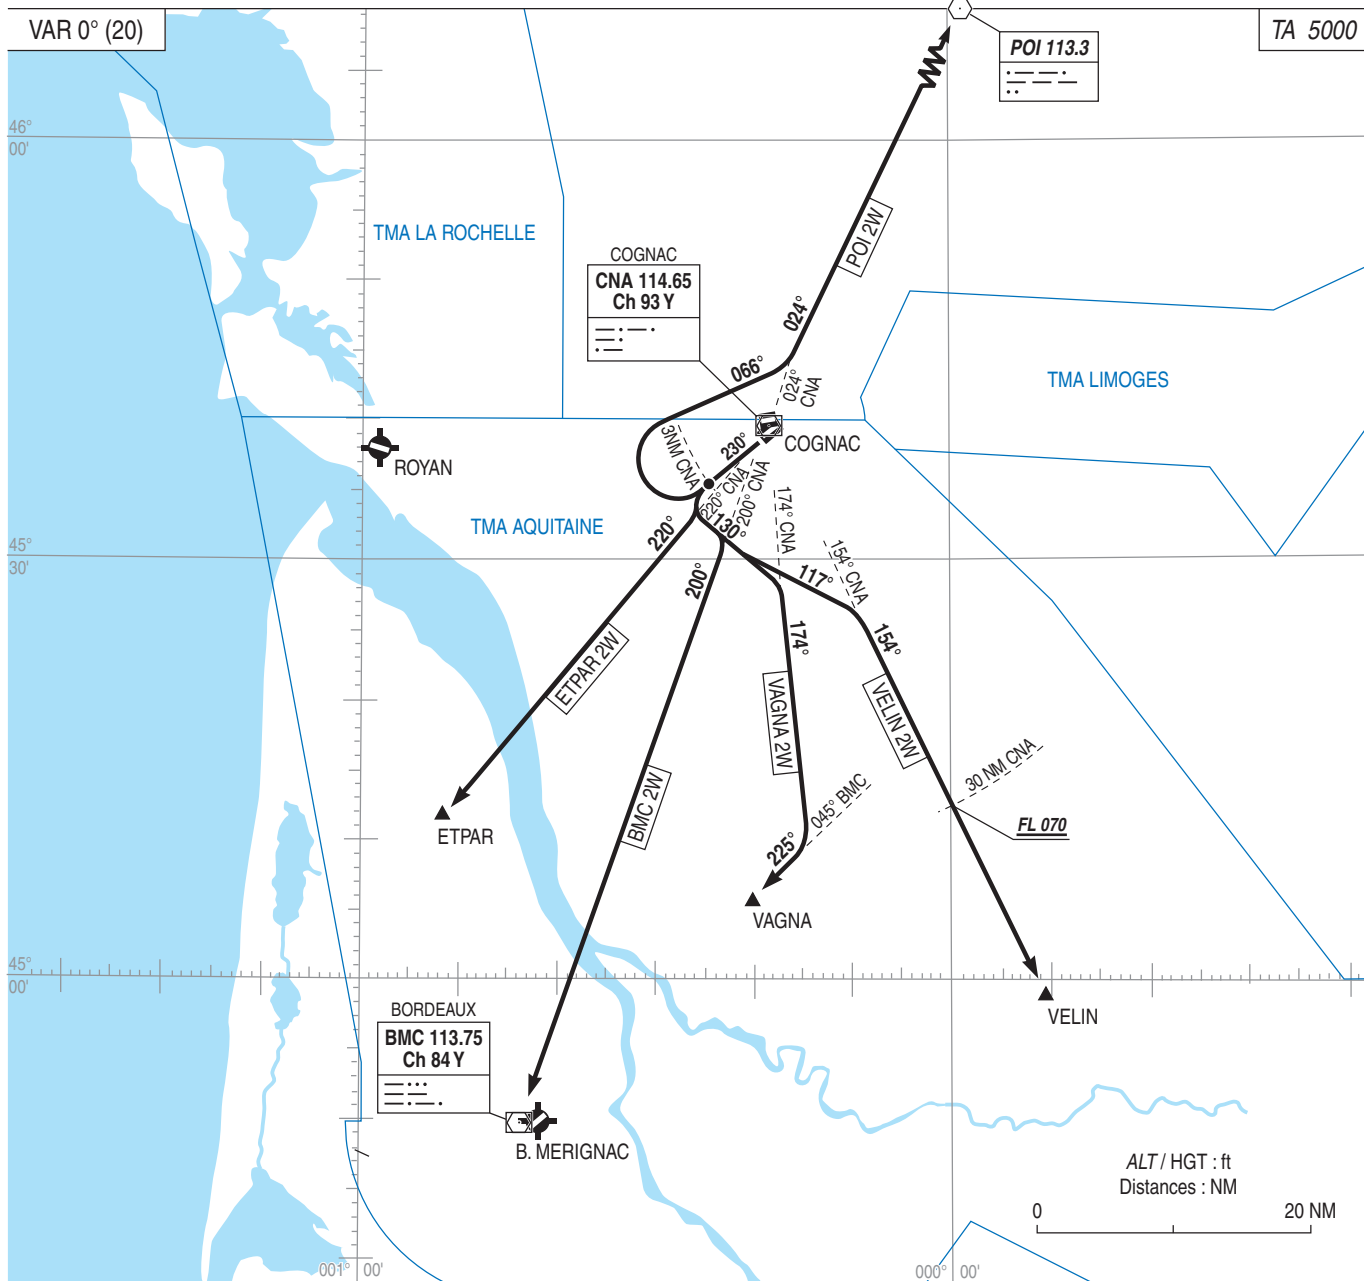 VAR 0° (20)
TA 5000
POI 113.3
46°
00'
TMA LA ROCHELLE
COGNAC
CNA 114.65
Ch 93 Y
POI 2W
024°
066°
024°
CNA
TMA LIMOGES
ROYAN
3NM CNA
230°
COGNAC
220° CNA
200° CNA
174° CNA
TMA AQUITAINE
220°
130°
154° CNA
45°
30'
200°
117°
174°
154°
ETPAR 2W
VAGNA 2W
VELIN 2W
30 NM CNA
BMC 2W
045° BMC
FL 070
ETPAR
225°
VAGNA
45°
00'
VELIN
BORDEAUX
BMC 113.75
Ch 84 Y
B. MERIGNAC
ALT / HGT : ft
Distances : NM
0
20 NM
001° 00'
000° 00'